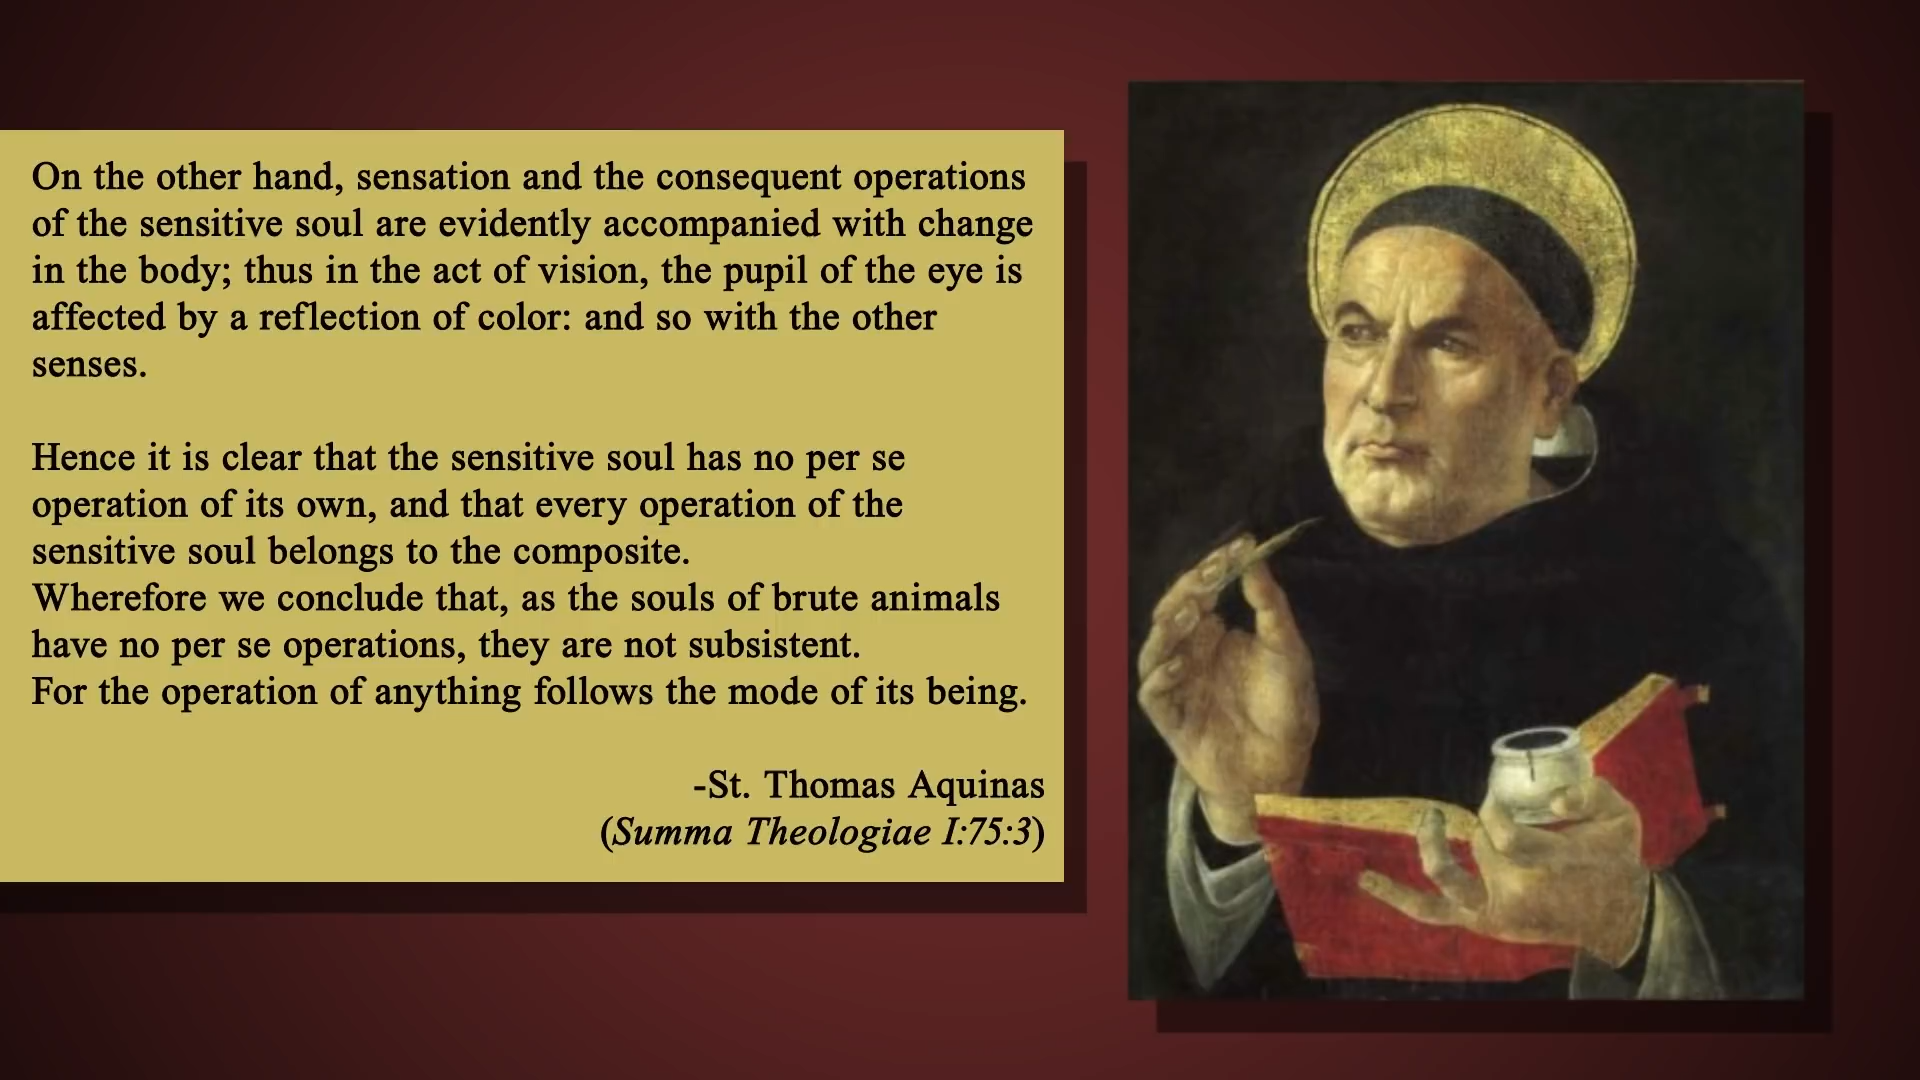 On the other hand, sensation and the consequent operations
of the sensitive soul are evidently accompanied with change
in the body; thus in the act of vision, the pupil of the eye is
affected by a reflection of color: and so with the other
senses.
Hence it is clear that the sensitive soul has no per se
operation of its own, and that every operation of the
sensitive soul belongs to the composite.
Wherefore we conclude that, as the souls of brute animals
have no per se operations, they are not subsistent.
For the operation of anything follows the mode of its being.
-St. Thomas Aquinas
(Summa Theologiae I:75:3)